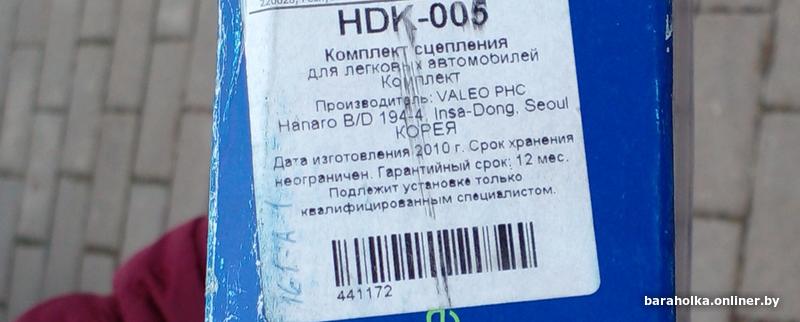 HDK-005
Комплект сцепления
для легковых автомобилей
Комплект
Производитель: VALEO PHC
Hanaro B/D 194-4, Insa-Dong, Seoul
КОРЕЯ
Дата изготовления 2010 г. Срок хранения
неограничен. Гарантийный срок: 12 мес.
Подлежит установке только
квалифицированным специалистом.
441172
baraholka.onliner.by